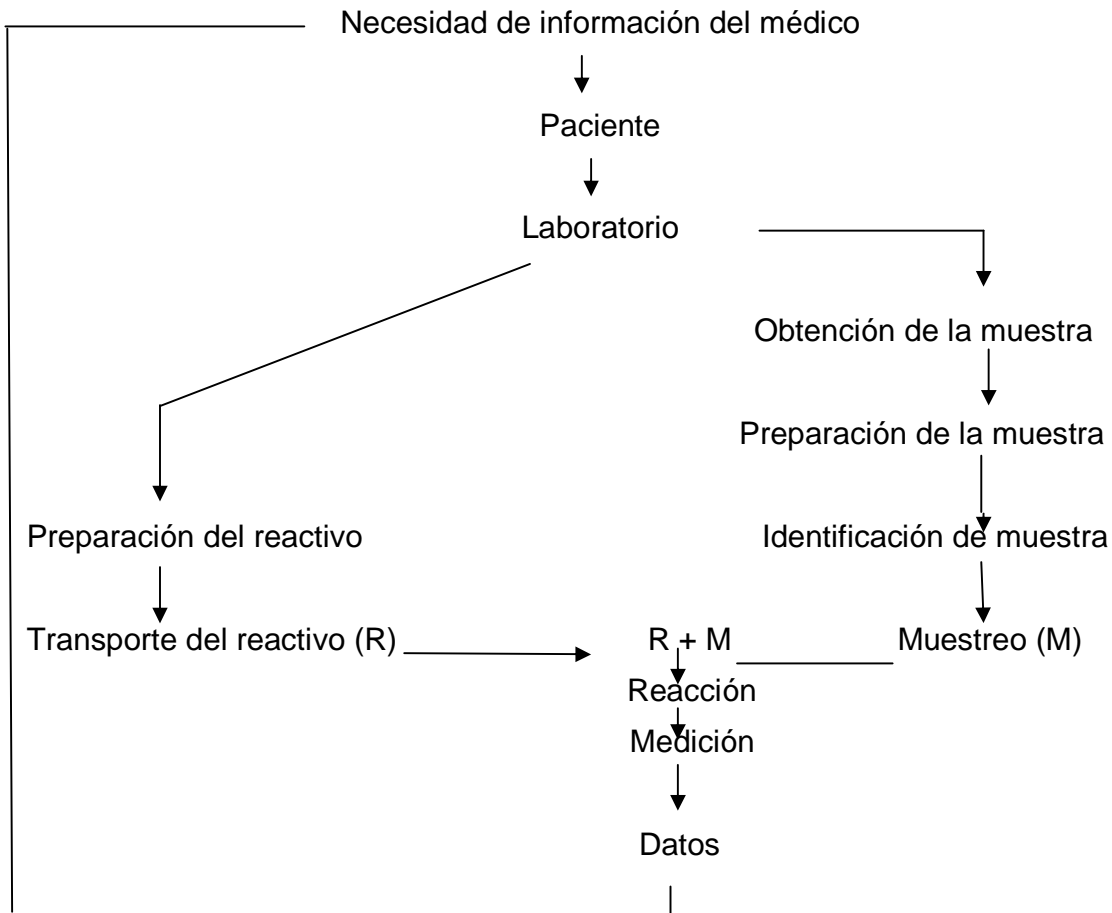 Necesidad de información del médico
Paciente
Laboratorio
Obtención de la muestra
Preparación de la muestra
Preparación del reactivo
Identificación de muestra
Transporte del reactivo (R)
R + M
Muestreo (M)
Reacción
Medición
Datos